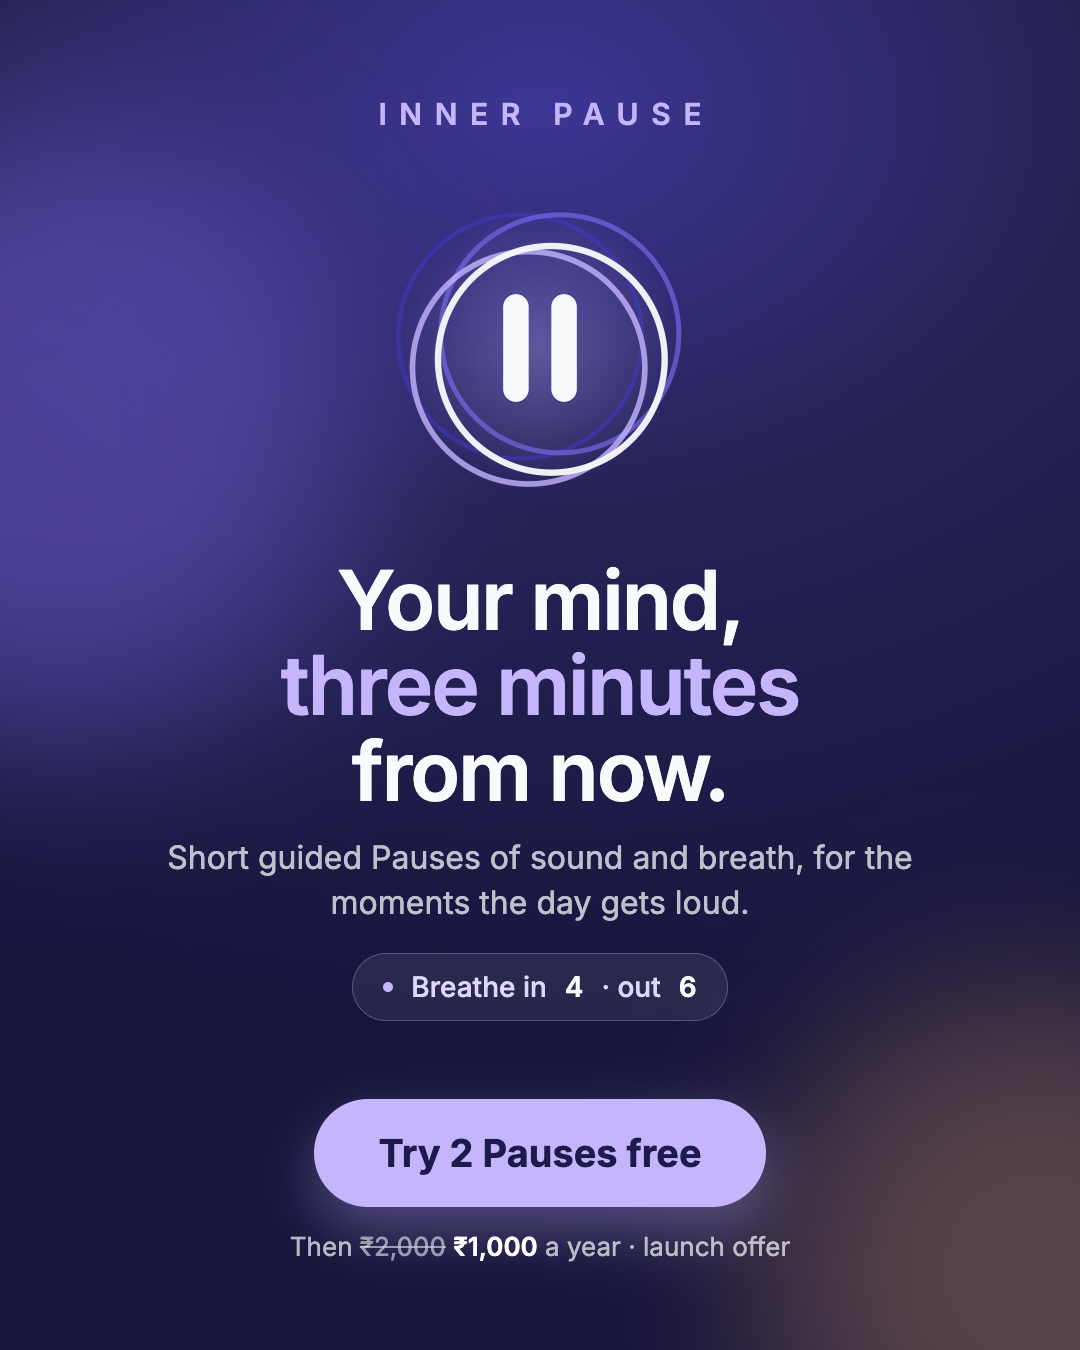 INNER PAUSE
Your mind,
three minutes
from now.
Short guided Pauses of sound and breath, for the
moments the day gets loud.
• Breathe in 4 · out 6
Try 2 Pauses free
Then ₹2,000 ₹1,000 a year · launch offer